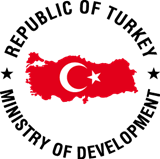 REPUBLIC OF TURKEY
MINISTRY OF DEVELOPMENT